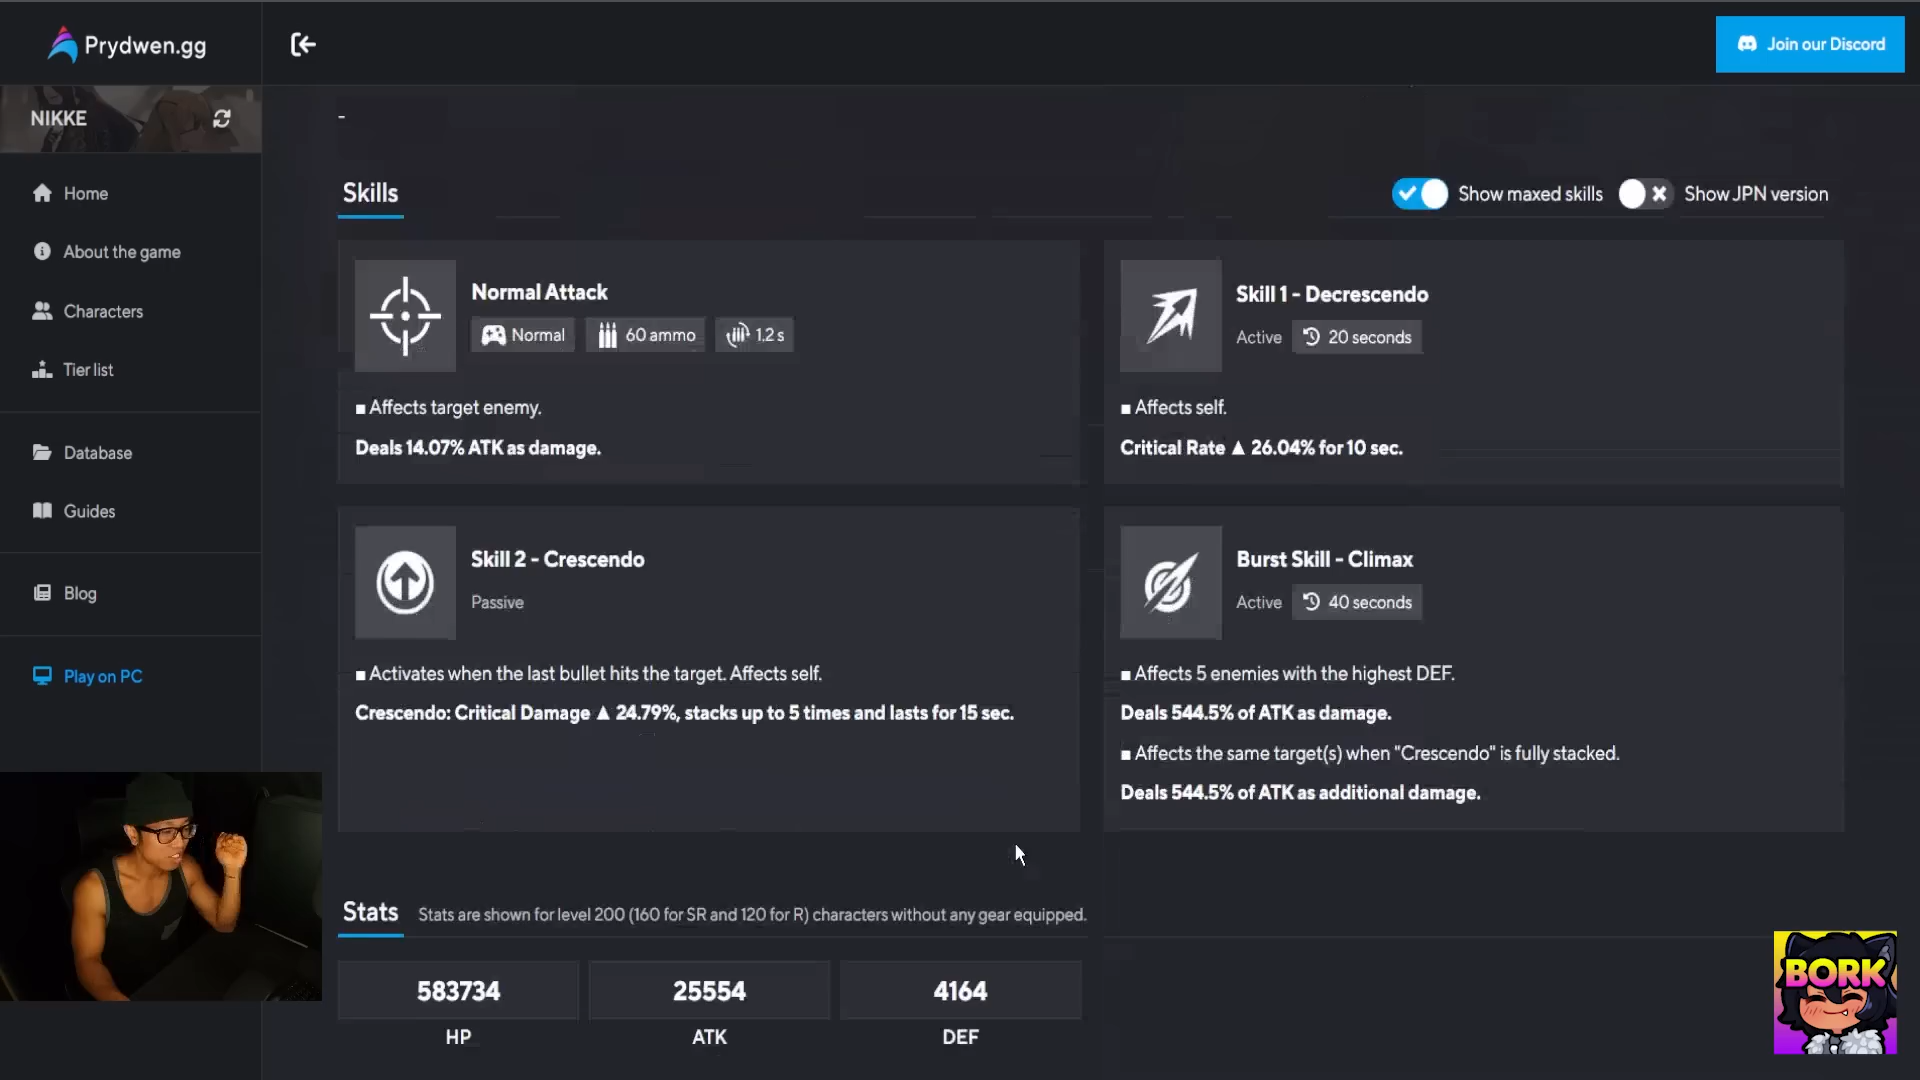 Prydwen.gg
Join our Discord
NIKKE
-
Home
About the game
Characters
Tier list
Database
Guides
Blog
Play on PC
Skills
Show maxed skills
Show JPN version
Normal Attack
Normal
60 ammo
1.2 s
■ Affects target enemy.
Deals 14.07% ATK as damage.
Skill 1 - Decrescendo
Active
20 seconds
■ Affects self.
Critical Rate ▲ 26.04% for 10 sec.
Skill 2 - Crescendo
Passive
■ Activates when the last bullet hits the target. Affects self.
Crescendo: Critical Damage ▲ 24.79%, stacks up to 5 times and lasts for 15 sec.
Burst Skill - Climax
Active
40 seconds
■ Affects 5 enemies with the highest DEF.
Deals 544.5% of ATK as damage.
■ Affects the same target(s) when "Crescendo" is fully stacked.
Deals 544.5% of ATK as additional damage.
Stats
Stats are shown for level 200 (160 for SR and 120 for R) characters without any gear equipped.
583734
HP
25554
ATK
4164
DEF
BORK